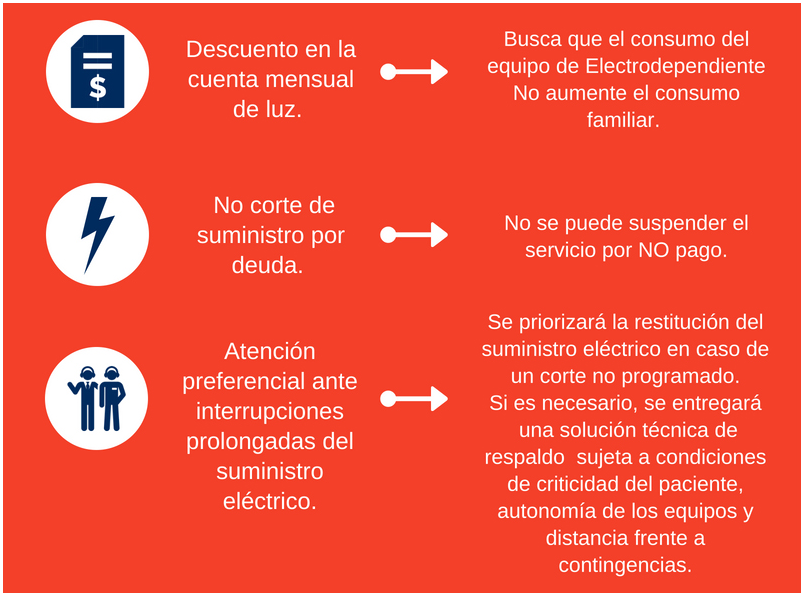 $
Descuento en la
cuenta mensual
de luz.
Busca que el consumo del
equipo de Electrodependiente
No aumente el consumo
familiar.
No corte de
suministro por
deuda.
No se puede suspender el
servicio por NO pago.
Atención
preferencial ante
interrupciones
prolongadas del
suministro
eléctrico.
Se priorizará la restitución del
suministro eléctrico en caso de
un corte no programado.
Si es necesario, se entregará
una solución técnica de
respaldo  sujeta a condiciones
de criticidad del paciente,
autonomía de los equipos y
distancia frente a
contingencias.